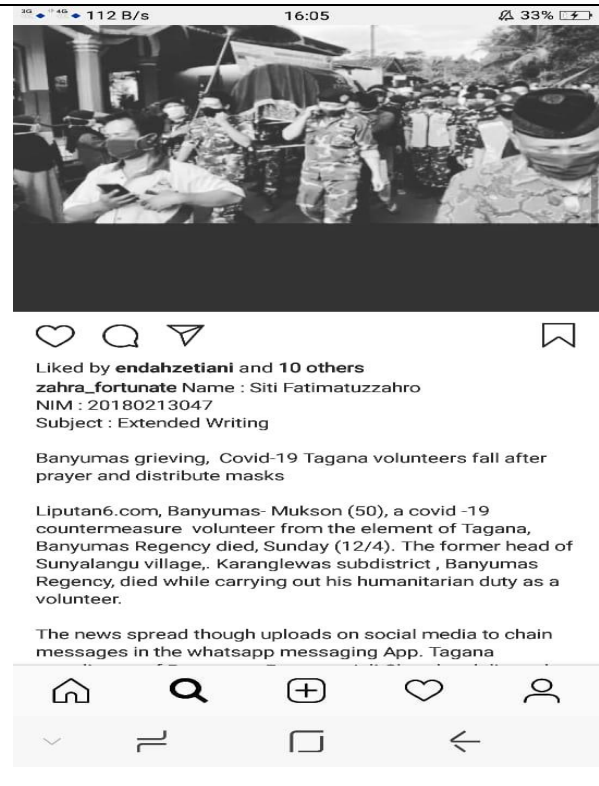 3G 4G 112 B/s 16:05 33%
Liked by endahzetiani and 10 others
zahra_fortunate Name : Siti Fatimatuzzahro
NIM : 20180213047
Subject : Extended Writing
Banyumas grieving, Covid-19 Tagana volunteers fall after
prayer and distribute masks
Liputan6.com, Banyumas- Mukson (50), a covid -19
countermeasure volunteer from the element of Tagana,
Banyumas Regency died, Sunday (12/4). The former head of
Sunyalangu village,. Karanglewas subdistrict , Banyumas
Regency, died while carrying out his humanitarian duty as a
volunteer.
The news spread though uploads on social media to chain
messages in the whatsapp messaging App. Tagana